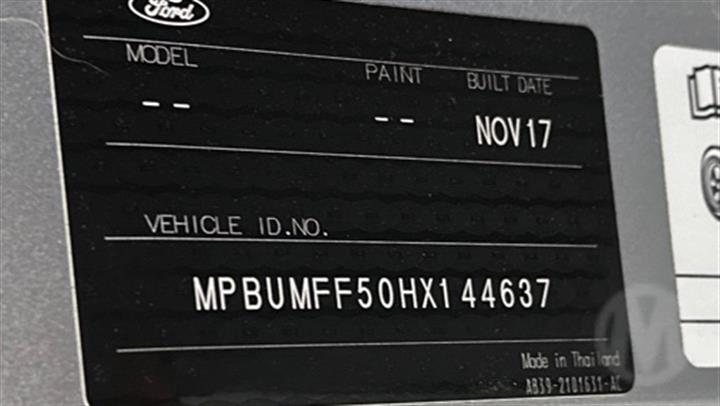 Ford
MODEL PAINT BUILT DATE
-- -- NOV17
VEHICLE ID.NO.
MPBUMFF50HX144637
Made in Thailand
AB39-2101631-AC